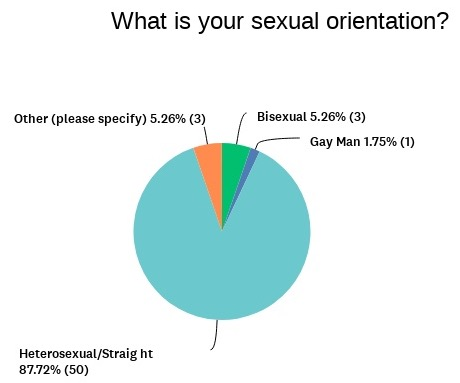 What is your sexual orientation?
Other (please specify) 5.26% (3)
Bisexual 5.26% (3)
Gay Man 1.75% (1)
Heterosexual/Straig ht
87.72% (50)